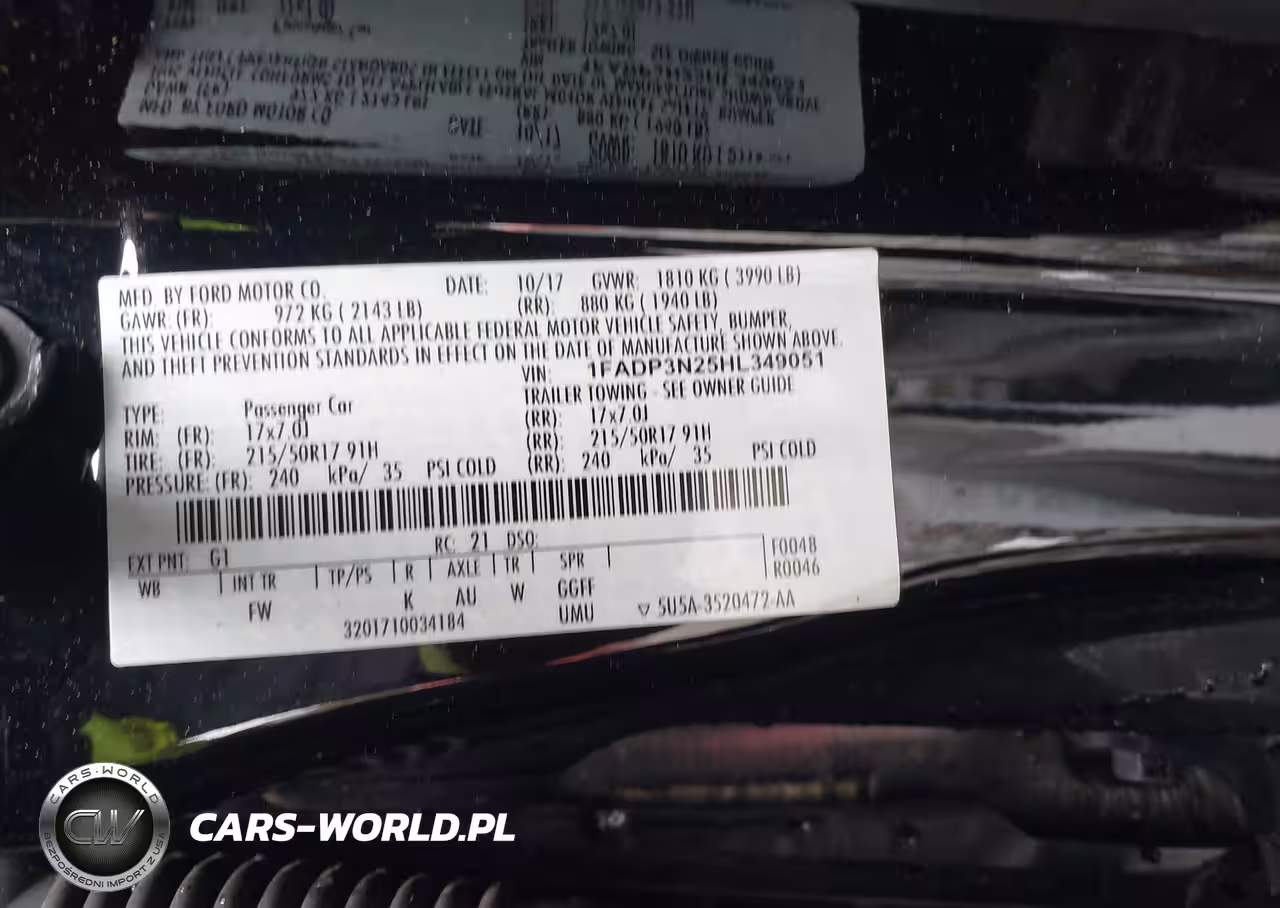 MFD. BY FORD MOTOR CO. DATE: 10/17 GVWR: 1810 KG ( 3990 LB)
GAWR: (FR): 972 KG ( 2143 LB) (RR): 880 KG ( 1940 LB)
THIS VEHICLE CONFORMS TO ALL APPLICABLE FEDERAL MOTOR VEHICLE SAFETY, BUMPER,
AND THEFT PREVENTION STANDARDS IN EFFECT ON THE DATE OF MANUFACTURE SHOWN ABOVE.
VIN: 1FADP3N25HL349051
TYPE: Passenger Car TRAILER TOWING - SEE OWNER GUIDE
RIM: (FR): 17x7.0J (RR): 17x7.0J
TIRE: (FR): 215/50R17 91H (RR): 215/50R17 91H
PRESSURE: (FR): 240 kPa/ 35 PSI COLD (RR): 240 kPa/ 35 PSI COLD
EXT PNT: G1 RC: 21 DSO: F0048
WB INT TR TP/PS R AXLE TR SPR R0046
FW K AU W GGFF
3201710034184 UMU ▽ 5U5A-3520472-AA
CARS-WORLD
CW
BEZPOŚREDNI IMPORT Z USA
CARS-WORLD.PL